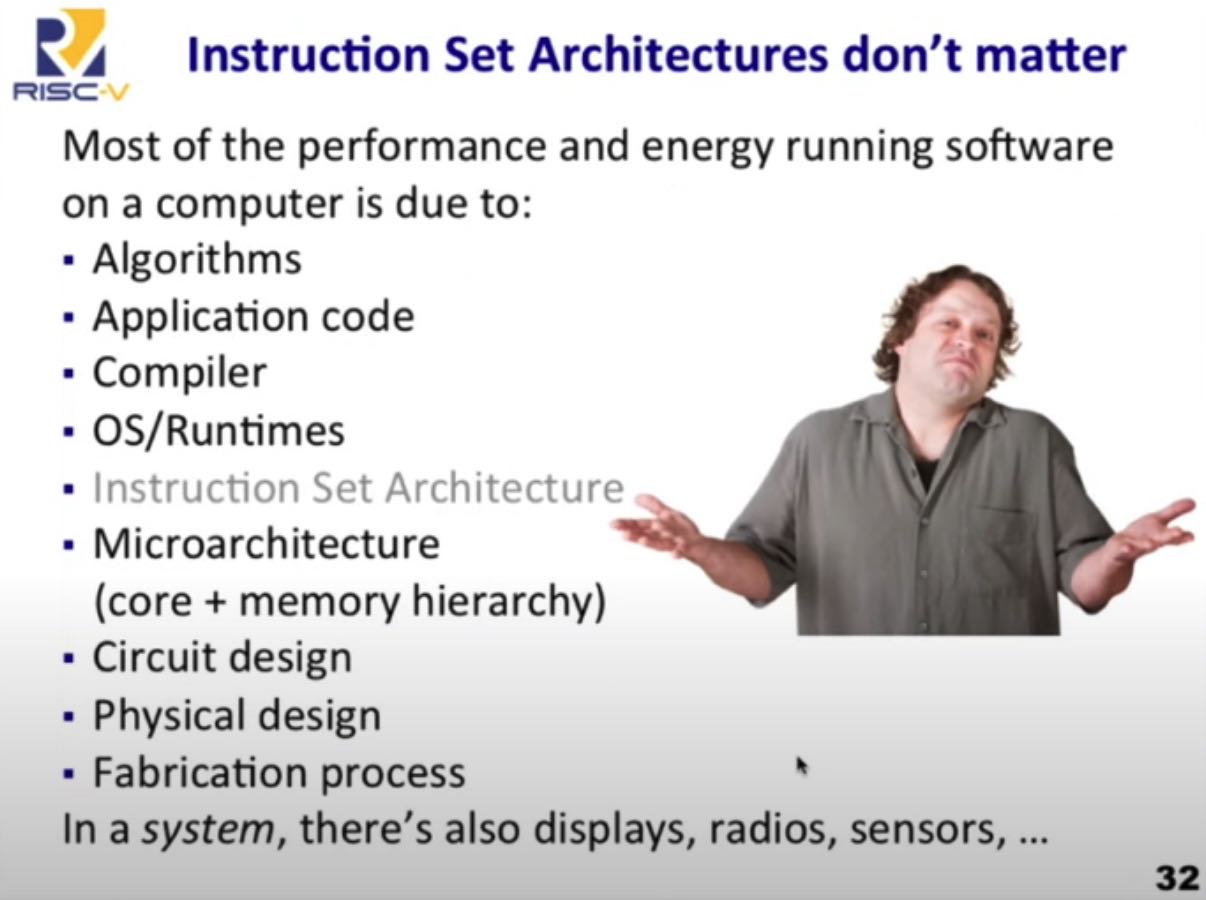 RISC-V
Instruction Set Architectures don't matter
Most of the performance and energy running software
on a computer is due to:
▪ Algorithms
▪ Application code
▪ Compiler
▪ OS/Runtimes
▪ Instruction Set Architecture
▪ Microarchitecture
(core + memory hierarchy)
▪ Circuit design
▪ Physical design
▪ Fabrication process
In a system, there's also displays, radios, sensors, ...
32